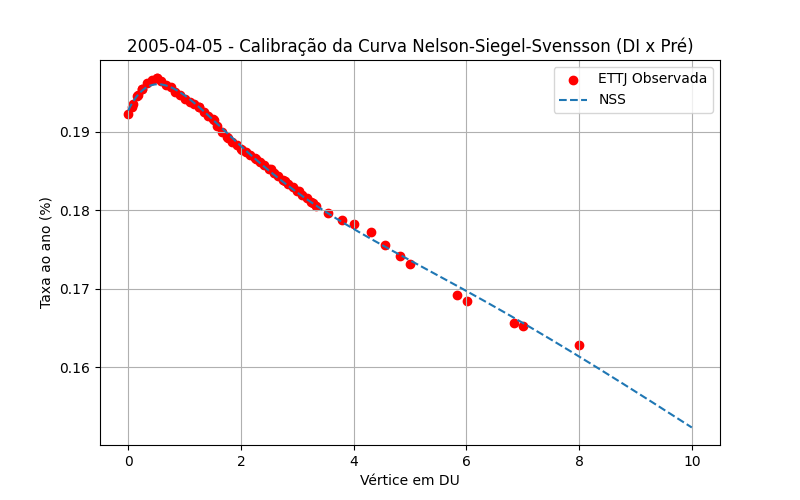 2005-04-05 - Calibração da Curva Nelson-Siegel-Svensson (DI x Pré)
ETTJ Observada
NSS
Taxa ao ano (%)
0.19
0.18
0.17
0.16
0
2
4
6
8
10
Vértice em DU